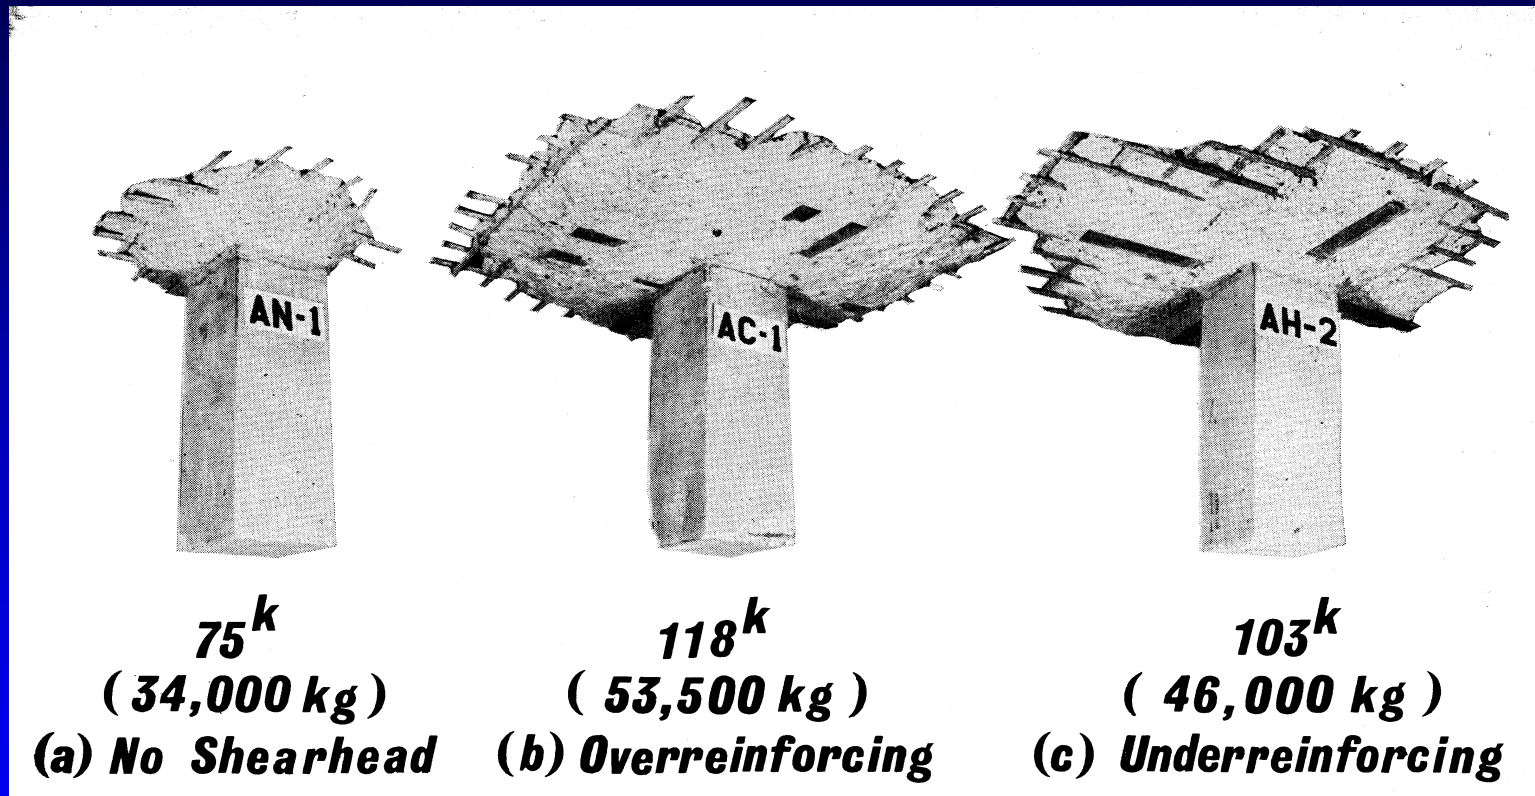 AN-1
AC-1
AH-2
75k
118k
103k
(34,000 kg)
(53,500 kg)
(46,000 kg)
(a) No Shearhead
(b) Overreinforcing
(c) Underreinforcing